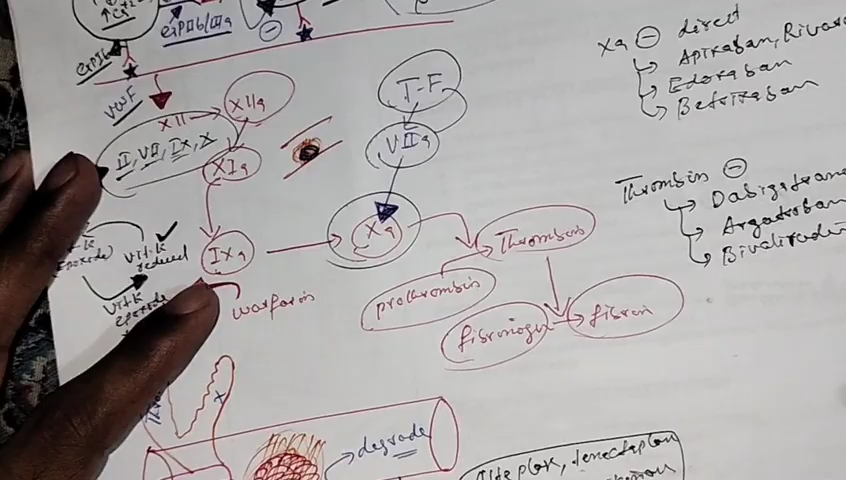 GPIIb/IIIa
GPIb
VWF
XII → XIIa
II, VII, IX, X
XIa
IXa
T-F
VIIa
Xa
Thrombin
prothrombin
fibrinogen → fibrin
vit-k
reduced
vit-k
epoxide
warfarin
Xa ⊖ direct
Apixaban, Rivaro
Edoxaban
Betrixaban
Thrombin ⊖
Dabigatran
Argatroban
Bivalirudin
degrade
Alteplase, Tenecteplase